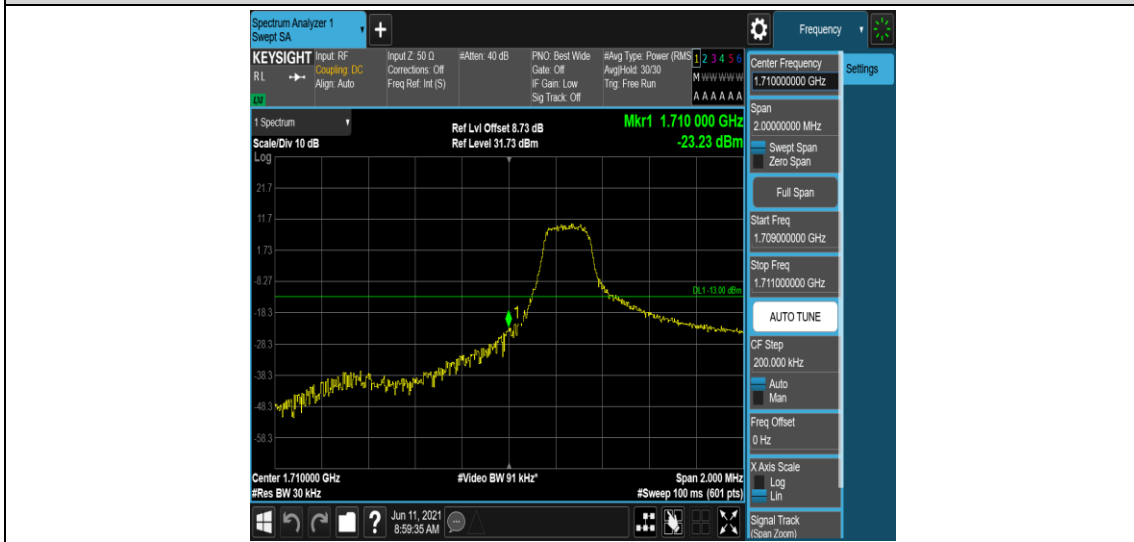 Spectrum Analyzer 1
Swept SA
+
Frequency
KEYSIGHT
RL
LXI
Input: RF
Coupling: DC
Align: Auto
Input Z: 50 Ω
Corrections: Off
Freq Ref: Int (S)
#Atten: 40 dB
PNO: Best Wide
Gate: Off
IF Gain: Low
Sig Track: Off
#Avg Type: Power (RMS
Avg|Hold: 30/30
Trig: Free Run
1 2 3 4 5 6
M W W W W W
A A A A A A
1 Spectrum
Scale/Div 10 dB
Log
Ref Lvl Offset 8.73 dB
Ref Level 31.73 dBm
Mkr1 1.710 000 GHz
-23.23 dBm
21.7
11.7
1.73
-8.27
-18.3
-28.3
-38.3
-48.3
-58.3
DL1 -13.00 dBm
1
Center 1.710000 GHz
#Res BW 30 kHz
#Video BW 91 kHz*
Span 2.000 MHz
#Sweep 100 ms (601 pts)
Center Frequency
1.710000000 GHz
Settings
Span
2.00000000 MHz
Swept Span
Zero Span
Full Span
Start Freq
1.709000000 GHz
Stop Freq
1.711000000 GHz
AUTO TUNE
CF Step
200.000 kHz
Auto
Man
Freq Offset
0 Hz
X Axis Scale
Log
Lin
Signal Track
(Span Zoom)
?
Jun 11, 2021
8:59:35 AM